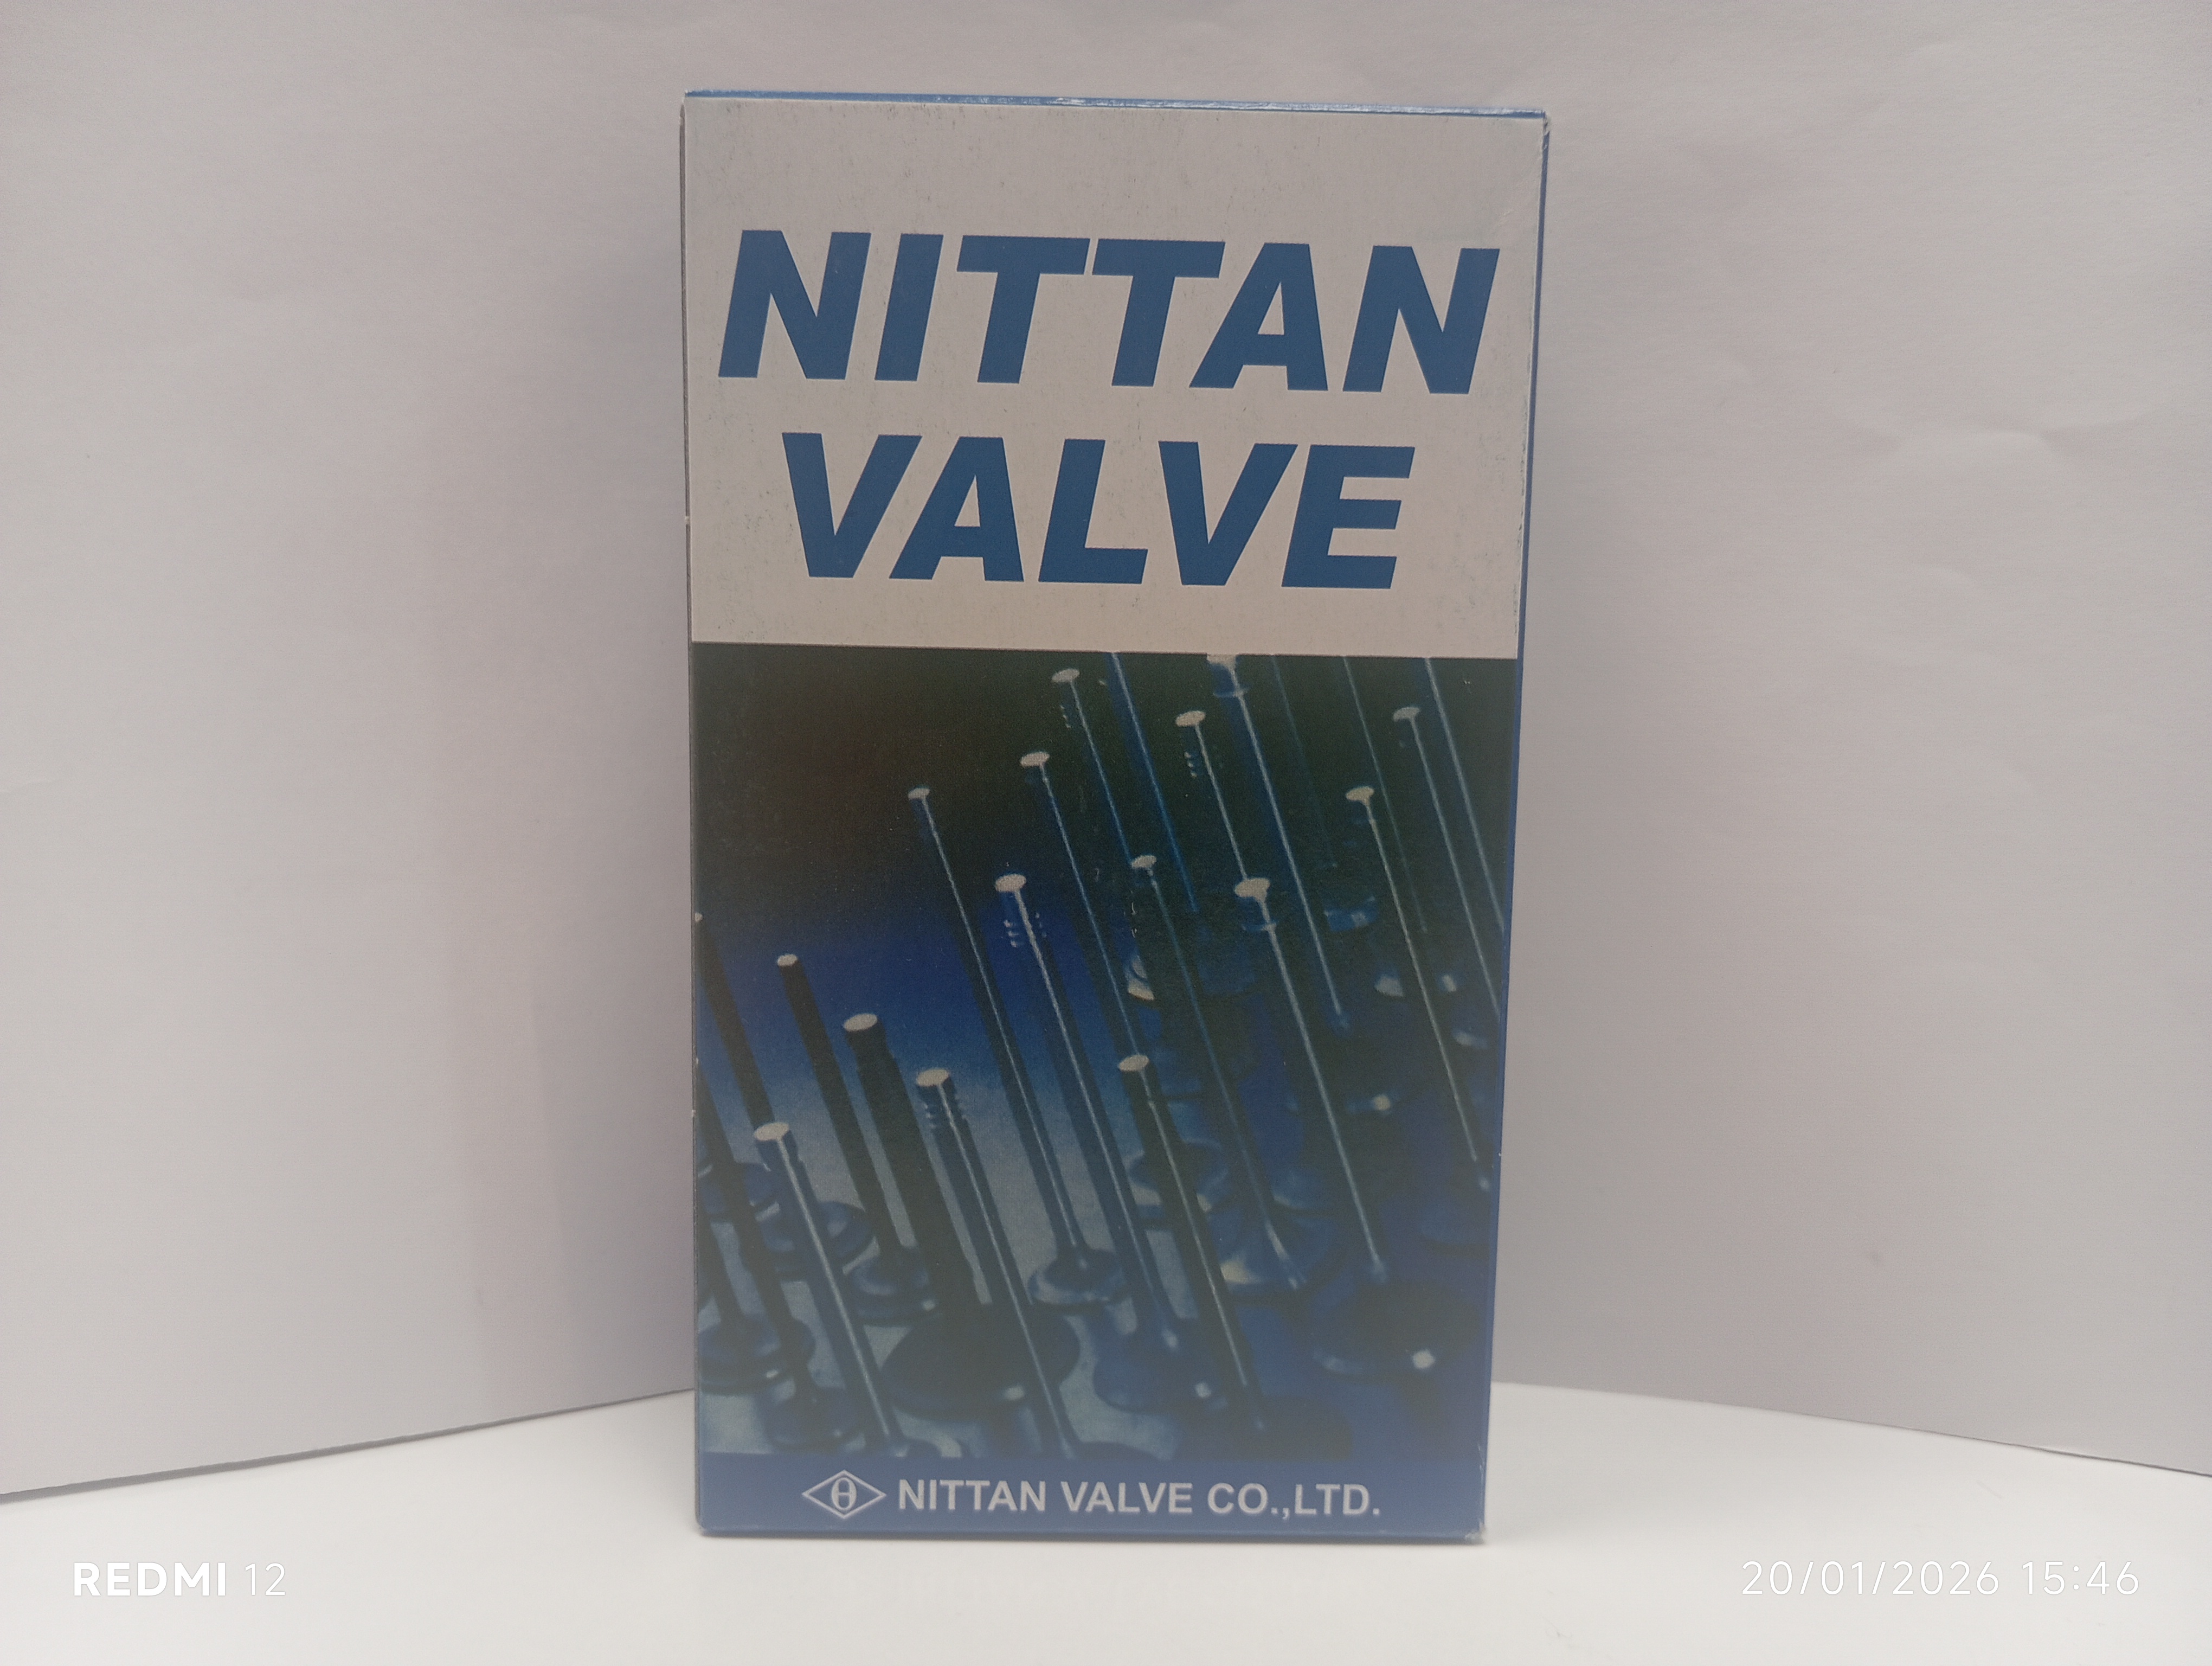 NITTAN
VALVE
NITTAN VALVE CO.,LTD.
REDMI 12
20/01/2026 15:46